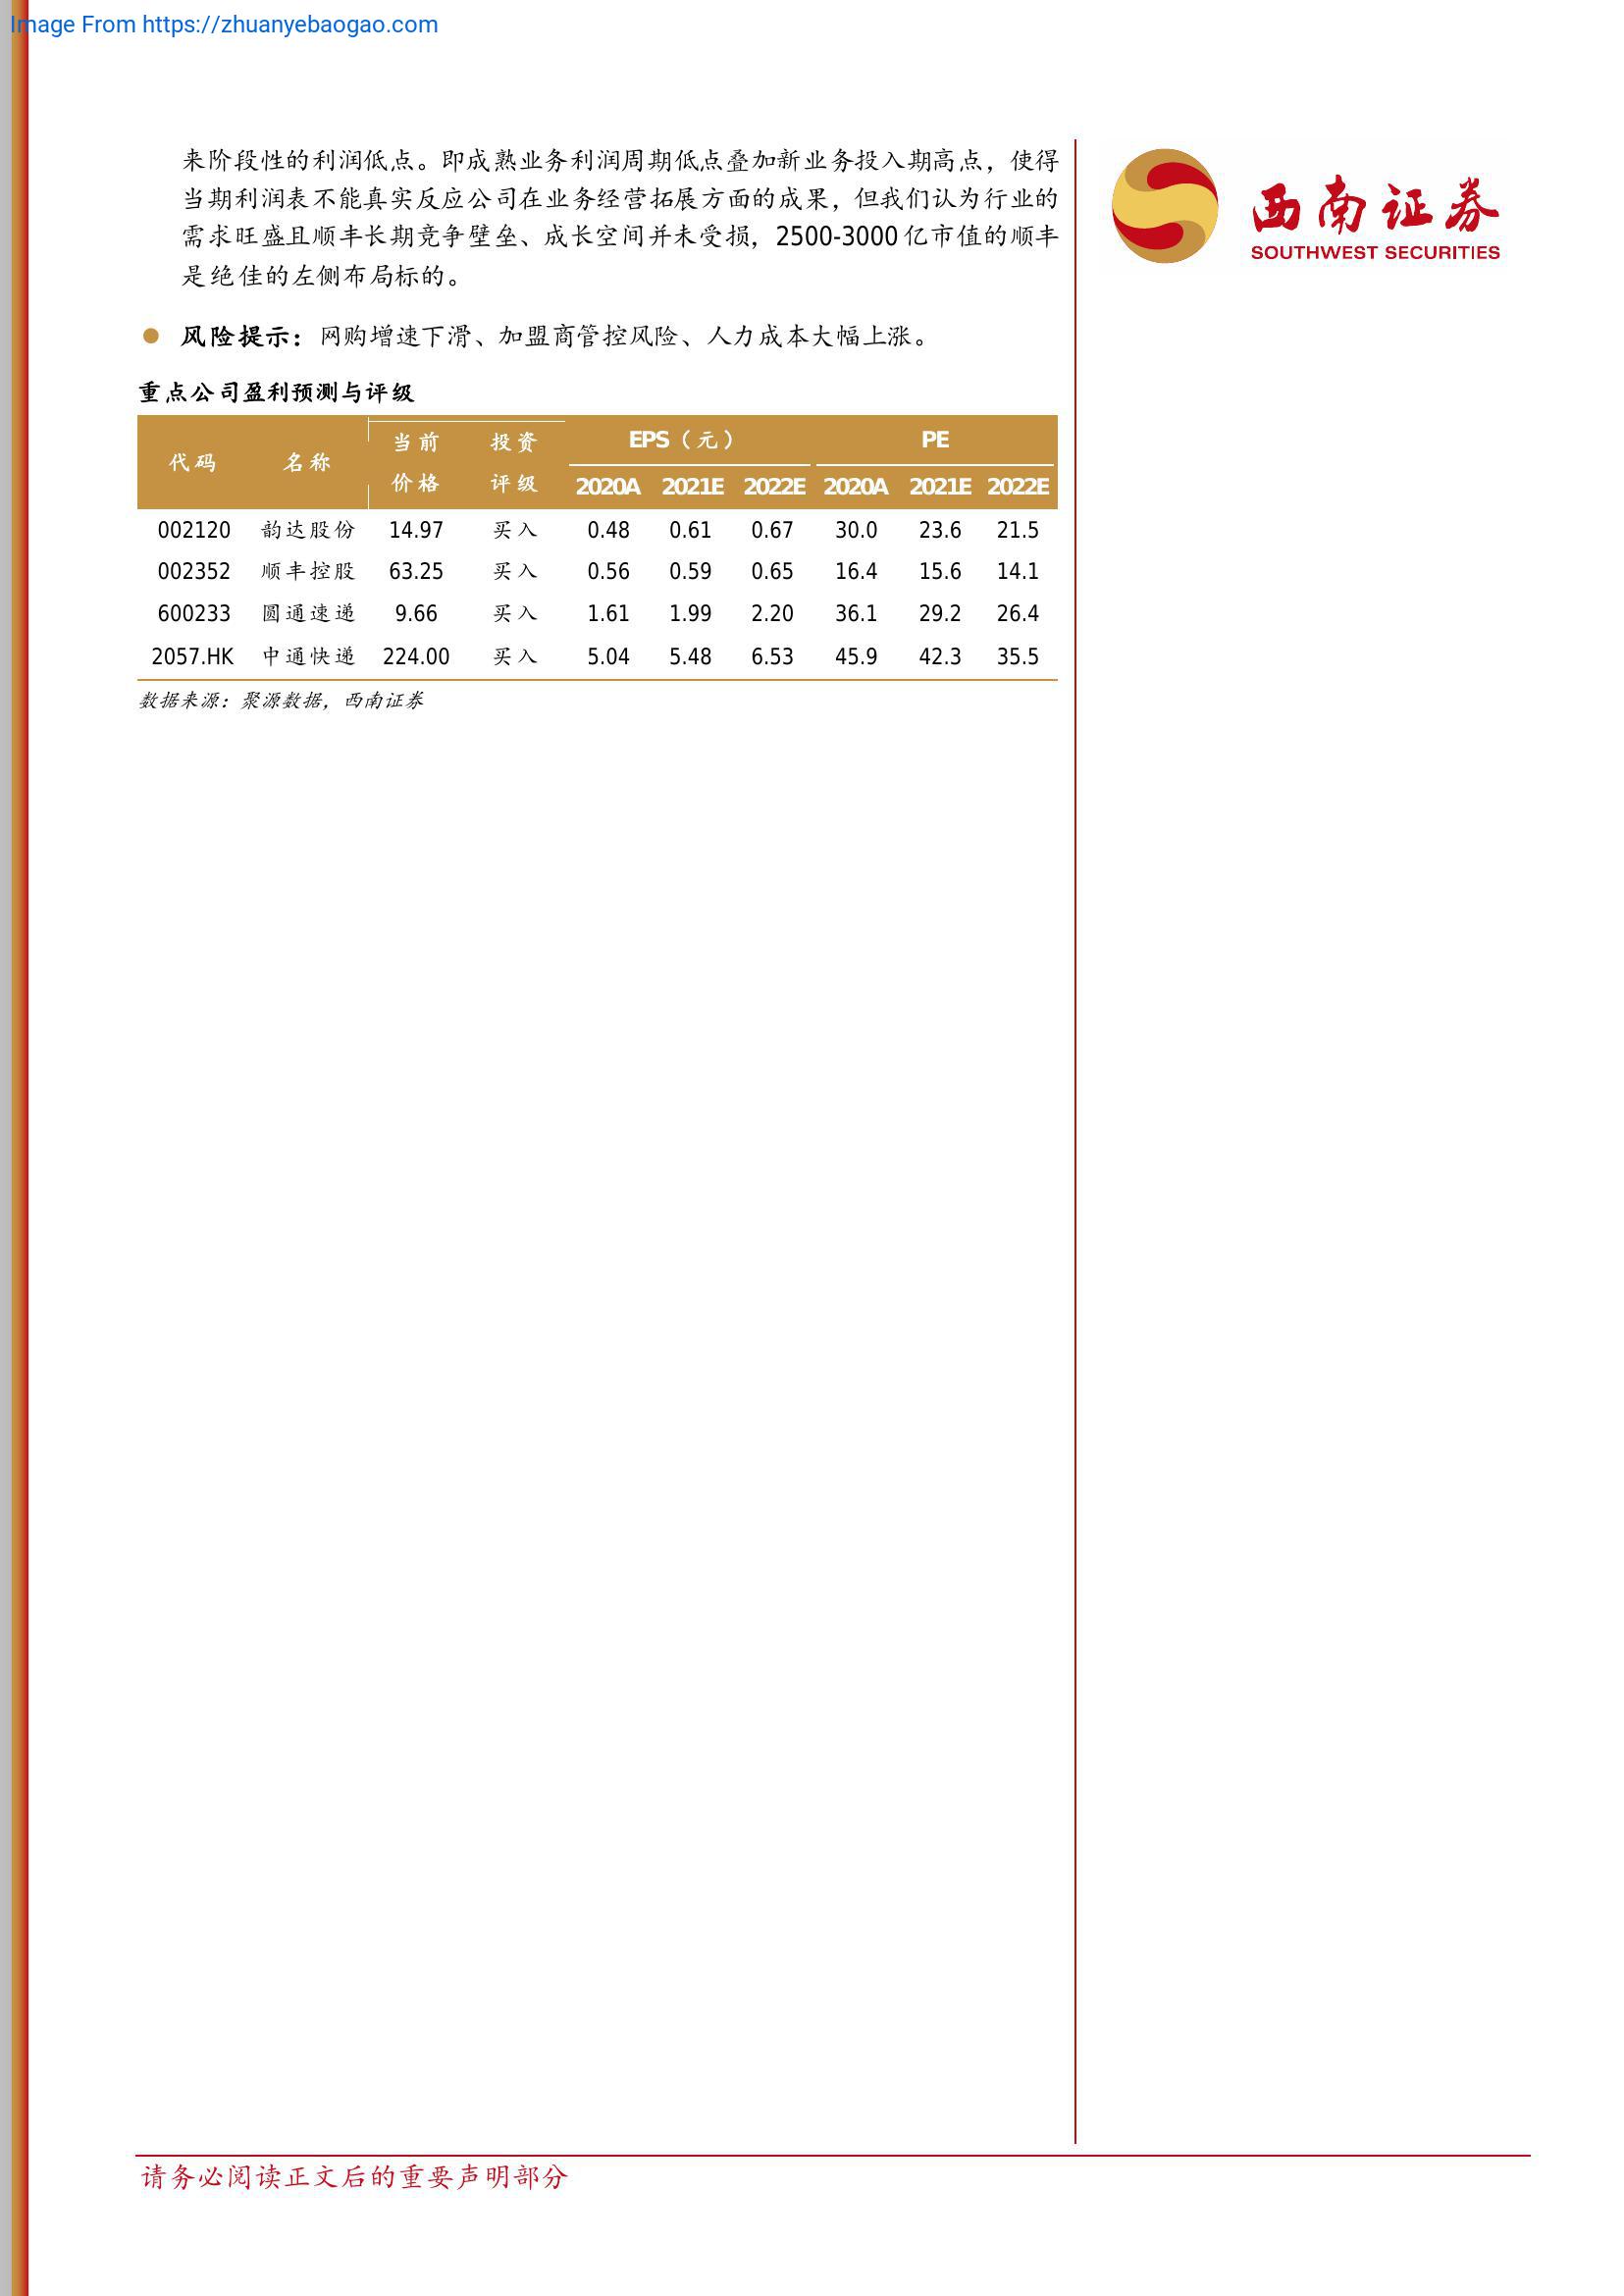 Image From https://zhuanyebaogao.com
来阶段性的利润低点。即成熟业务利润周期低点叠加新业务投入期高点，使得
当期利润表不能真实反应公司在业务经营拓展方面的成果，但我们认为行业的
需求旺盛且顺丰长期竞争壁垒、成长空间并未受损，2500-3000 亿市值的顺丰
是绝佳的左侧布局标的。
西南证券
SOUTHWEST SECURITIES
● 风险提示：网购增速下滑、加盟商管控风险、人力成本大幅上涨。
重点公司盈利预测与评级
代码 名称 当前价格 投资评级 EPS（元） PE
2020A 2021E 2022E 2020A 2021E 2022E
002120 韵达股份 14.97 买入 0.48 0.61 0.67 30.0 23.6 21.5
002352 顺丰控股 63.25 买入 0.56 0.59 0.65 16.4 15.6 14.1
600233 圆通速递 9.66 买入 1.61 1.99 2.20 36.1 29.2 26.4
2057.HK 中通快递 224.00 买入 5.04 5.48 6.53 45.9 42.3 35.5
数据来源：聚源数据，西南证券
请务必阅读正文后的重要声明部分